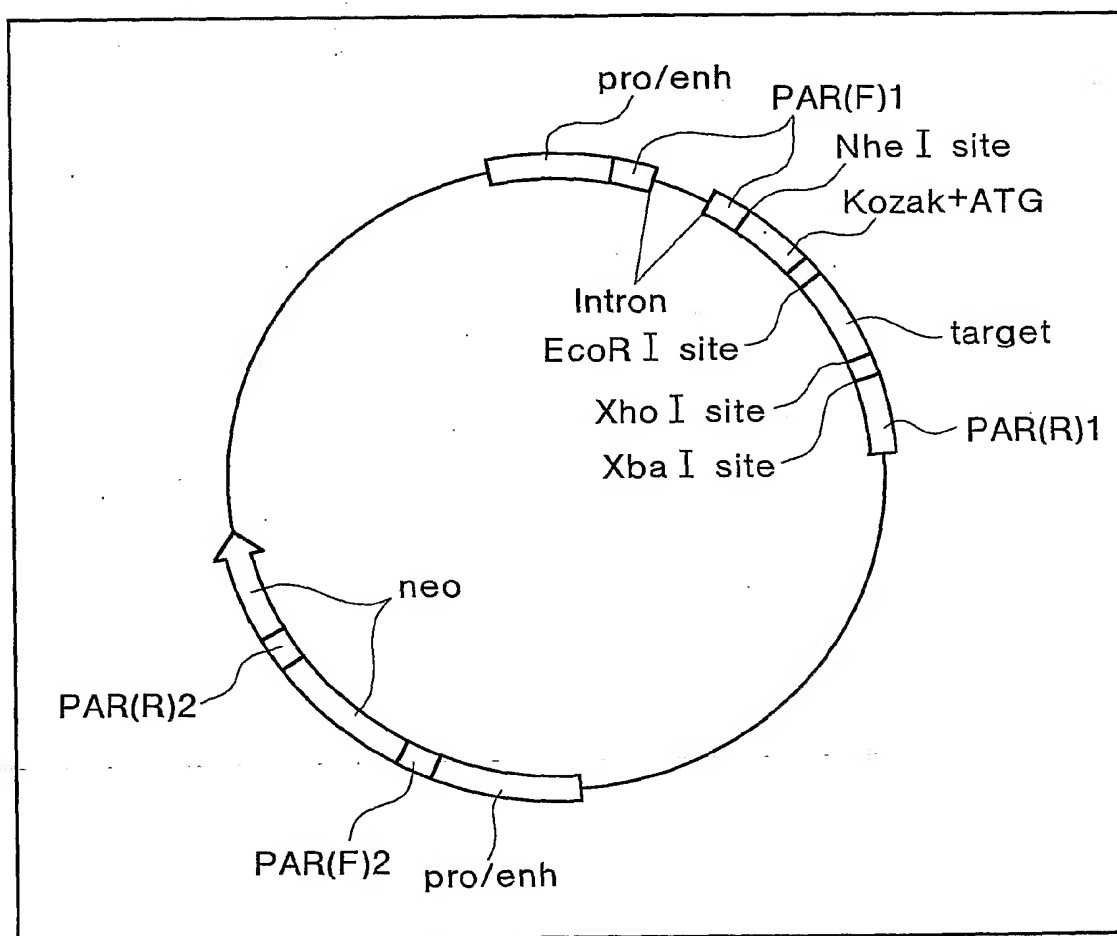 pro/enh
PAR(F)1
Nhe I site
Kozak+ATG
Intron
EcoR I site
target
Xho I site
PAR(R)1
Xba I site
neo
PAR(R)2
PAR(F)2
pro/enh